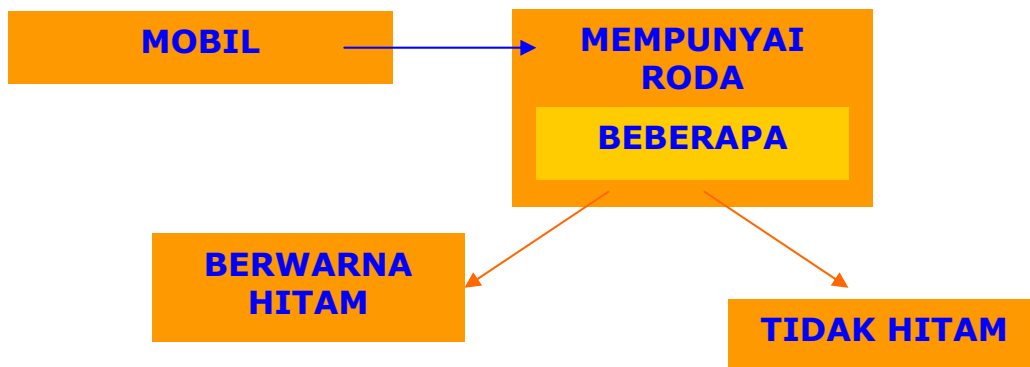 MOBIL
MEMPUNYAI
RODA
BEBERAPA
BERWARNA
HITAM
TIDAK HITAM